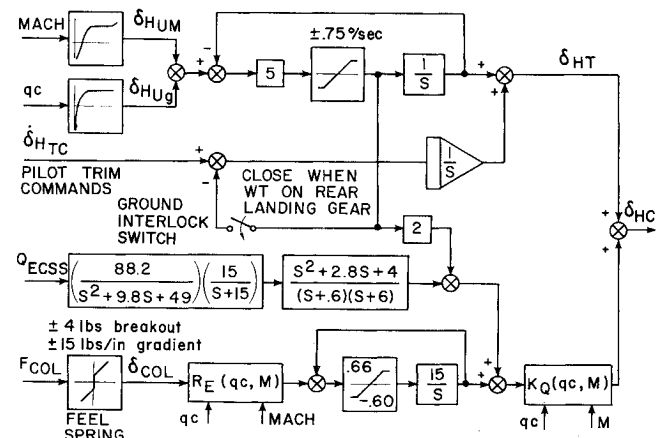 MACH
δHUM
±.75°/sec
5
1/S
δHT
qc
δHUg
δ̇HTC
PILOT TRIM
COMMANDS
CLOSE WHEN
WT ON REAR
LANDING GEAR
1/S
GROUND
INTERLOCK
SWITCH
2
δHC
QECSS
(88.2/(S²+9.8S+49)) (15/(S+15))
S²+2.8S+4/(S+.6)(S+6)
± 4 lbs breakout
±15 lbs/in gradient
FCOL
δCOL
RE (qc, M)
.66
-.60
15/S
KQ (qc, M)
FEEL
SPRING
qc
MACH
qc
M